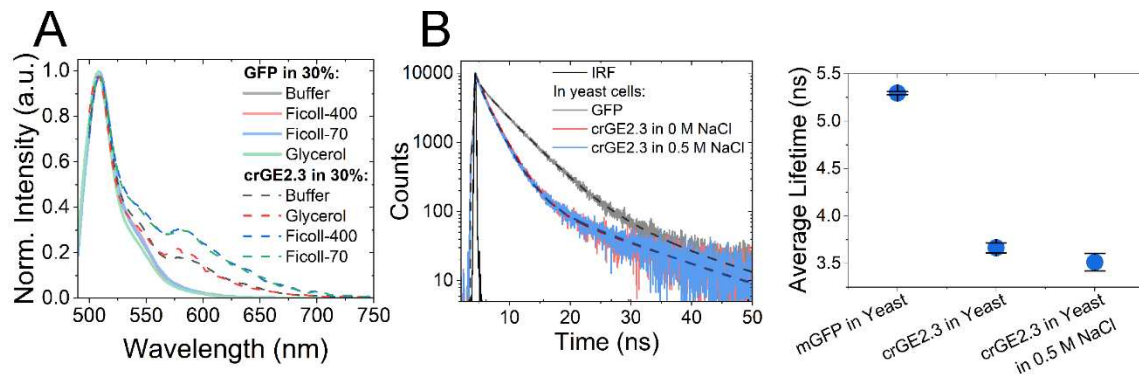 A
Norm. Intensity (a.u.)
1.0
0.8
0.6
0.4
0.2
0.0
GFP in 30%:
Buffer
Ficoll-400
Ficoll-70
Glycerol
crGE2.3 in 30%:
Buffer
Glycerol
Ficoll-400
Ficoll-70
500 550 600 650 700 750
Wavelength (nm)
B
Counts
10000
1000
100
10
IRF
In yeast cells:
GFP
crGE2.3 in 0 M NaCl
crGE2.3 in 0.5 M NaCl
10 20 30 40 50
Time (ns)
Average Lifetime (ns)
5.5
5.0
4.5
4.0
3.5
mGFP in Yeast
crGE2.3 in Yeast
crGE2.3 in Yeast
in 0.5 M NaCl